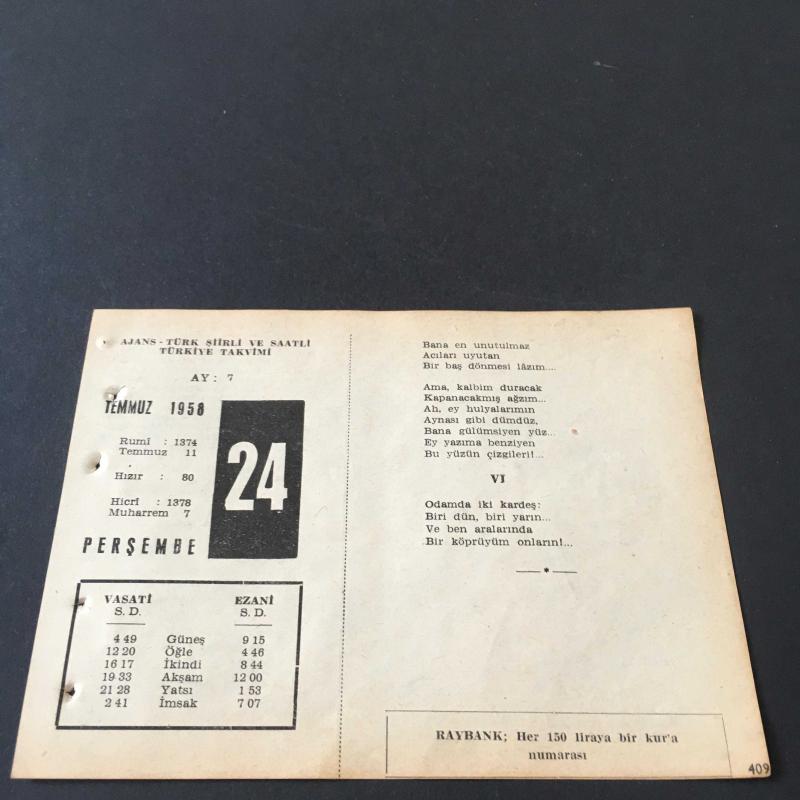 AJANS - TÜRK ŞİİRLİ VE SAATLİ
TÜRKİYE TAKVİMİ
AY : 7
TEMMUZ 1958
24
Rumî : 1374
Temmuz 11
Hızır : 80
Hicrî : 1378
Muharrem 7
PERŞEMBE
VASATİ EZANİ
S. D. S. D.
4 49 Güneş 9 15
12 20 Öğle 4 46
16 17 İkindi 8 44
19 33 Akşam 12 00
21 28 Yatsı 1 53
2 41 İmsak 7 07
Bana en unutulmaz
Acıları uyutan
Bir baş dönmesi lâzım...
Ama, kalbim duracak
Kapanacakmış ağzım...
Ah, ey hulyalarımın
Aynası gibi dümdüz,
Bana gülümsiyen yüz...
Ey yazıma benziyen
Bu yüzün çizgileri!...
VI
Odamda iki kardeş:
Biri dün, biri yarın...
Ve ben aralarında
Bir köprüyüm onların!...
—*—
RAYBANK; Her 150 liraya bir kur'a
numarası
409